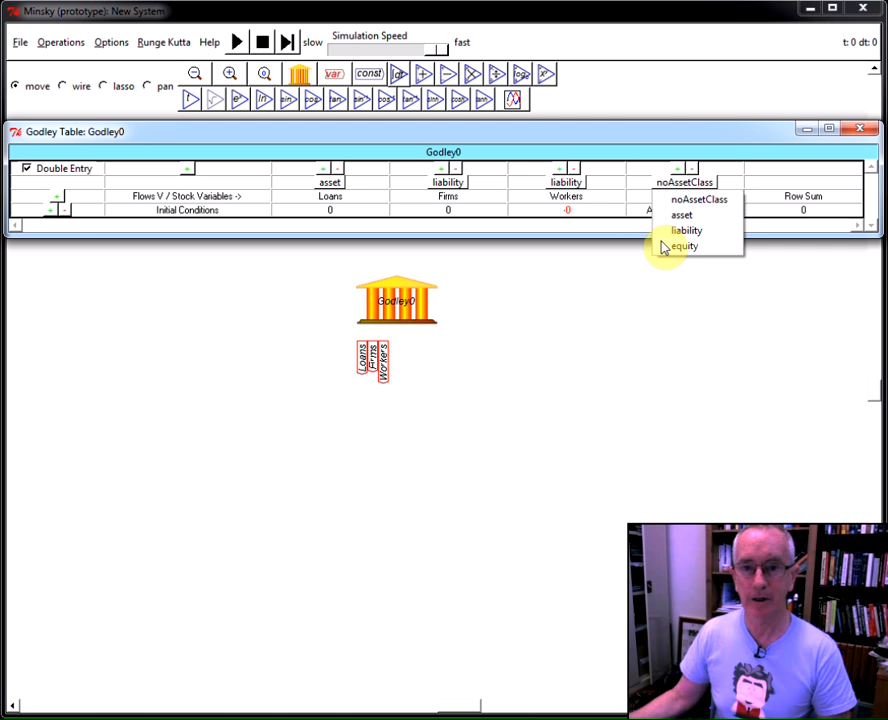 Minsky (prototype): New System
File Operations Options Runge Kutta Help slow Simulation Speed fast t: 0 dt: 0
move wire lasso pan
var const
Godley Table: Godley0
Godley0
Double Entry + + - + - + - + -
asset liability liability noAssetClass
+ Flows V / Stock Variables -> Loans Firms Workers Row Sum
+ - Initial Conditions 0 0 -0 A 0
noAssetClass
asset
liability
equity
Godley0
Loans
Firms
Workers